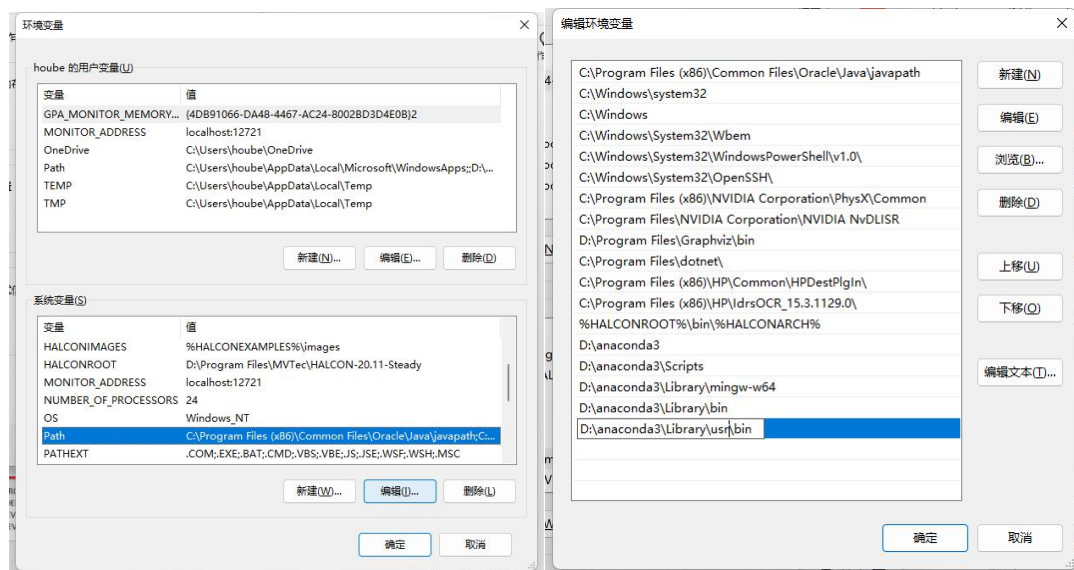 环境变量
hoube 的用户变量(U)
变量 值
GPA_MONITOR_MEMORY... {4DB91066-DA48-4467-AC24-8002BD3D4E0B}2
MONITOR_ADDRESS localhost:12721
OneDrive C:\Users\hoube\OneDrive
Path C:\Users\hoube\AppData\Local\Microsoft\WindowsApps;;D:\...
TEMP C:\Users\hoube\AppData\Local\Temp
TMP C:\Users\hoube\AppData\Local\Temp
新建(N)... 编辑(E)... 删除(D)
系统变量(S)
变量 值
HALCONIMAGES %HALCONEXAMPLES%\images
HALCONROOT D:\Program Files\MVTec\HALCON-20.11-Steady
MONITOR_ADDRESS localhost:12721
NUMBER_OF_PROCESSORS 24
OS Windows_NT
Path C:\Program Files (x86)\Common Files\Oracle\Java\javapath;C:...
PATHEXT .COM;.EXE;.BAT;.CMD;.VBS;.VBE;.JS;.JSE;.WSF;.WSH;.MSC
新建(W)... 编辑(I)... 删除(L)
确定 取消
编辑环境变量
C:\Program Files (x86)\Common Files\Oracle\Java\javapath
C:\Windows\system32
C:\Windows
C:\Windows\System32\Wbem
C:\Windows\System32\WindowsPowerShell\v1.0\
C:\Windows\System32\OpenSSH\
C:\Program Files (x86)\NVIDIA Corporation\PhysX\Common
C:\Program Files\NVIDIA Corporation\NVIDIA NvDLISR
D:\Program Files\Graphviz\bin
C:\Program Files\dotnet\
C:\Program Files (x86)\HP\Common\HPDestPlgIn\
C:\Program Files (x86)\HP\IdrsOCR_15.3.1129.0\
%HALCONROOT%\bin\%HALCONARCH%
D:\anaconda3
D:\anaconda3\Scripts
D:\anaconda3\Library\mingw-w64
D:\anaconda3\Library\bin
D:\anaconda3\Library\usr\bin
新建(N)
编辑(E)
浏览(B)...
删除(D)
上移(U)
下移(O)
编辑文本(T)...
确定 取消